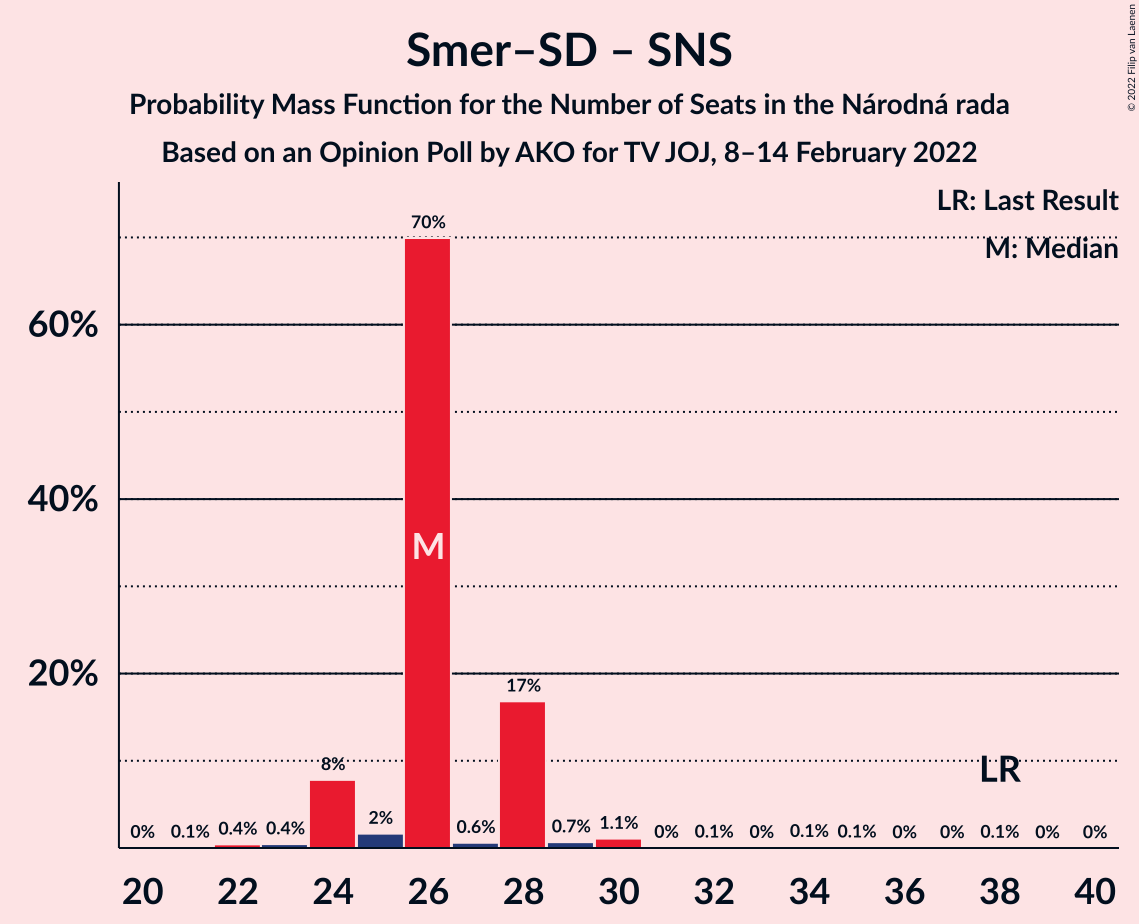 Smer–SD – SNS
Probability Mass Function for the Number of Seats in the Národná rada
Based on an Opinion Poll by AKO for TV JOJ, 8–14 February 2022
© 2022 Filip van Laenen
LR: Last Result
M: Median
60%
40%
20%
0% 0.1% 0.4% 0.4% 8% 2% 70% 0.6% 17% 0.7% 1.1% 0% 0.1% 0% 0.1% 0.1% 0% 0% 0.1% 0% 0%
M
LR
20 22 24 26 28 30 32 34 36 38 40